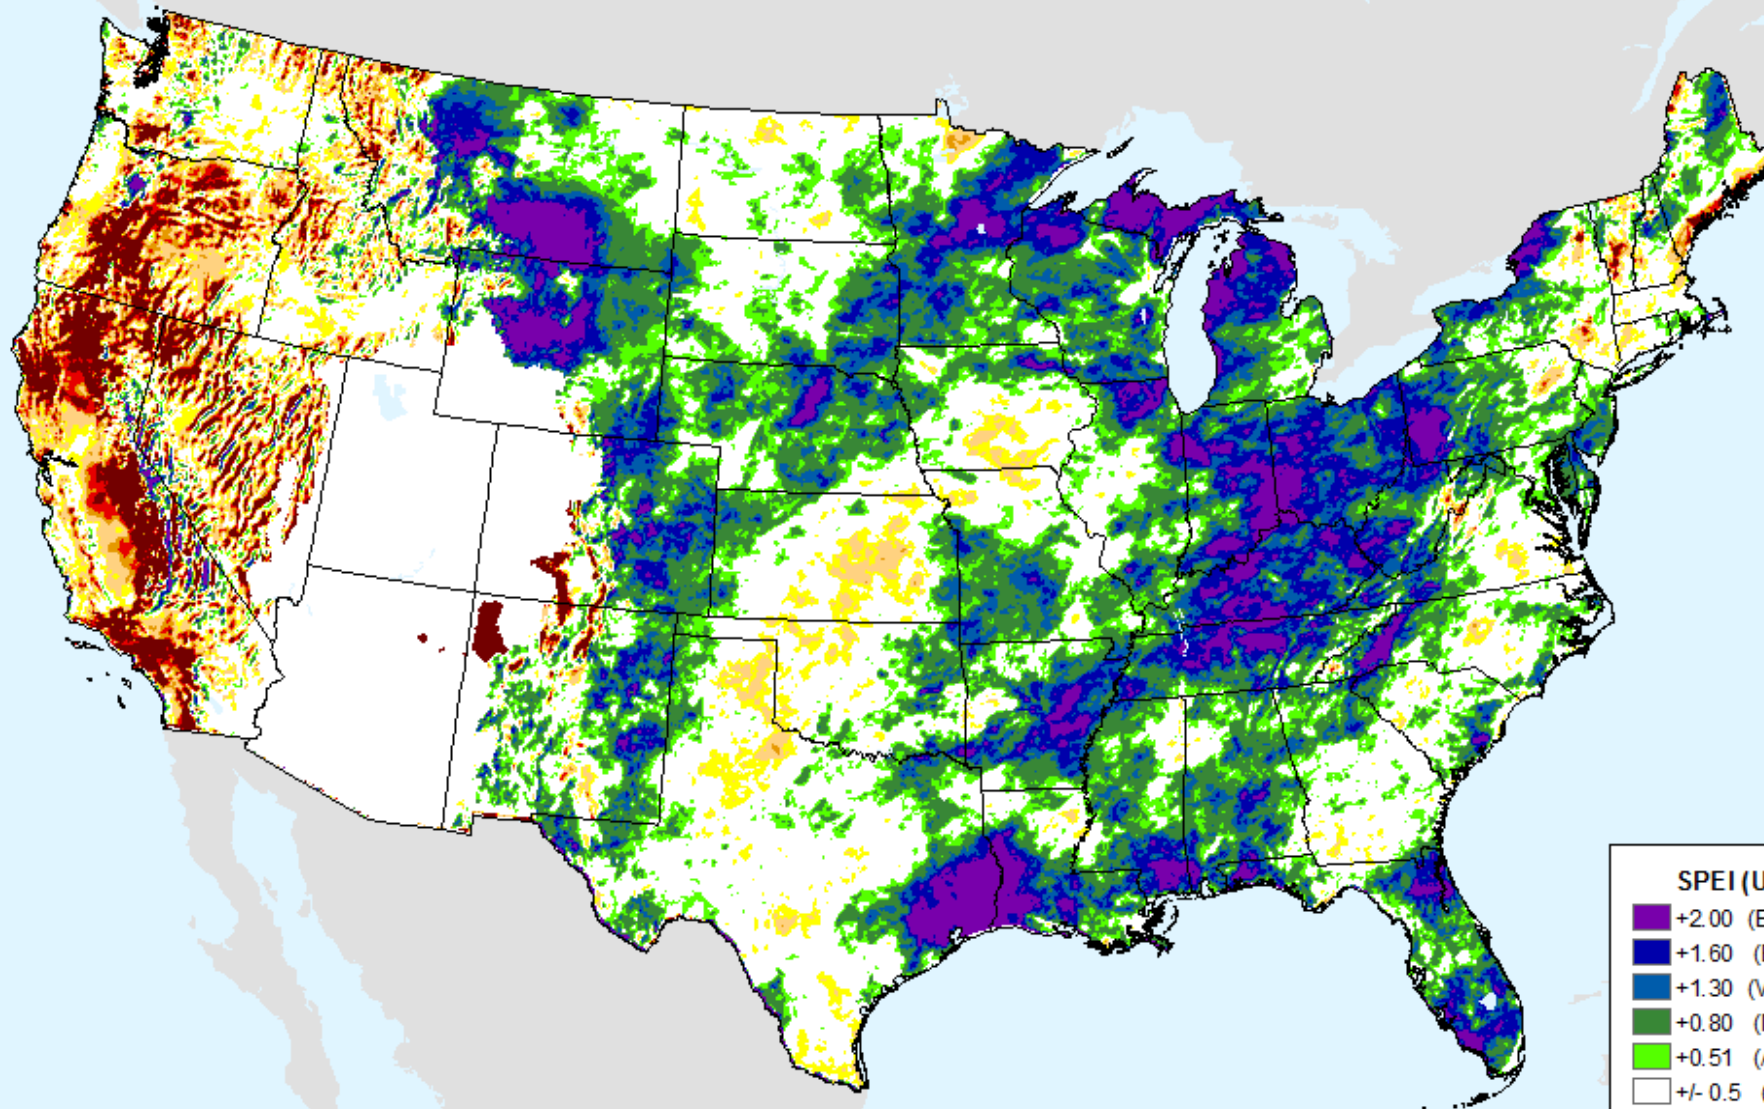 SPEI (U
+2.00 (E
+1.60 (
+1.30 (V
+0.80 (
+0.51 (
+/- 0.5 (